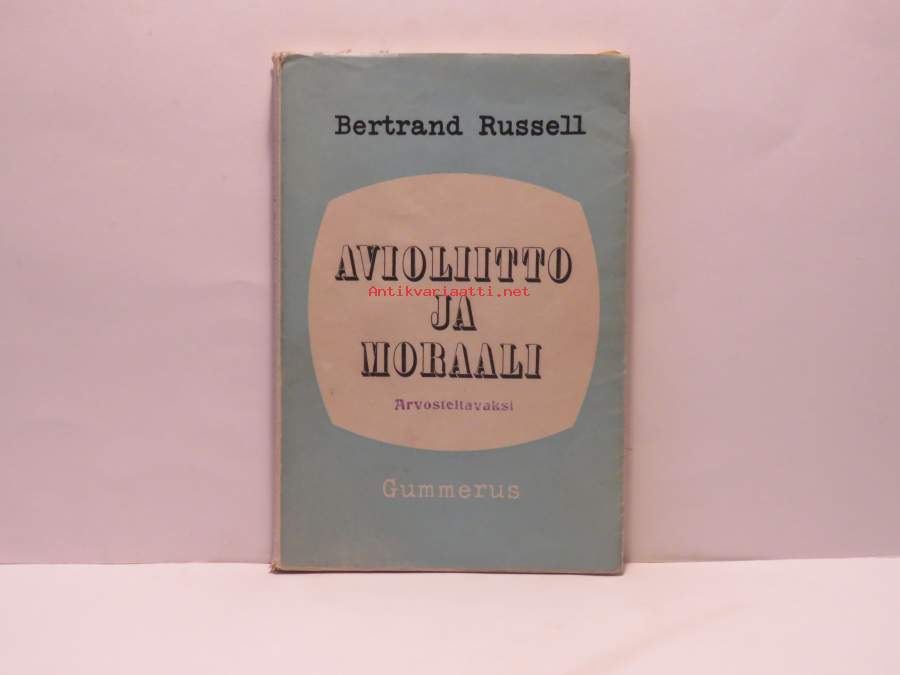 Bertrand Russell
AVIOLIITTO
Antikvariaatti.net
JA
MORAALI
Arvosteltavaksi
Gummerus